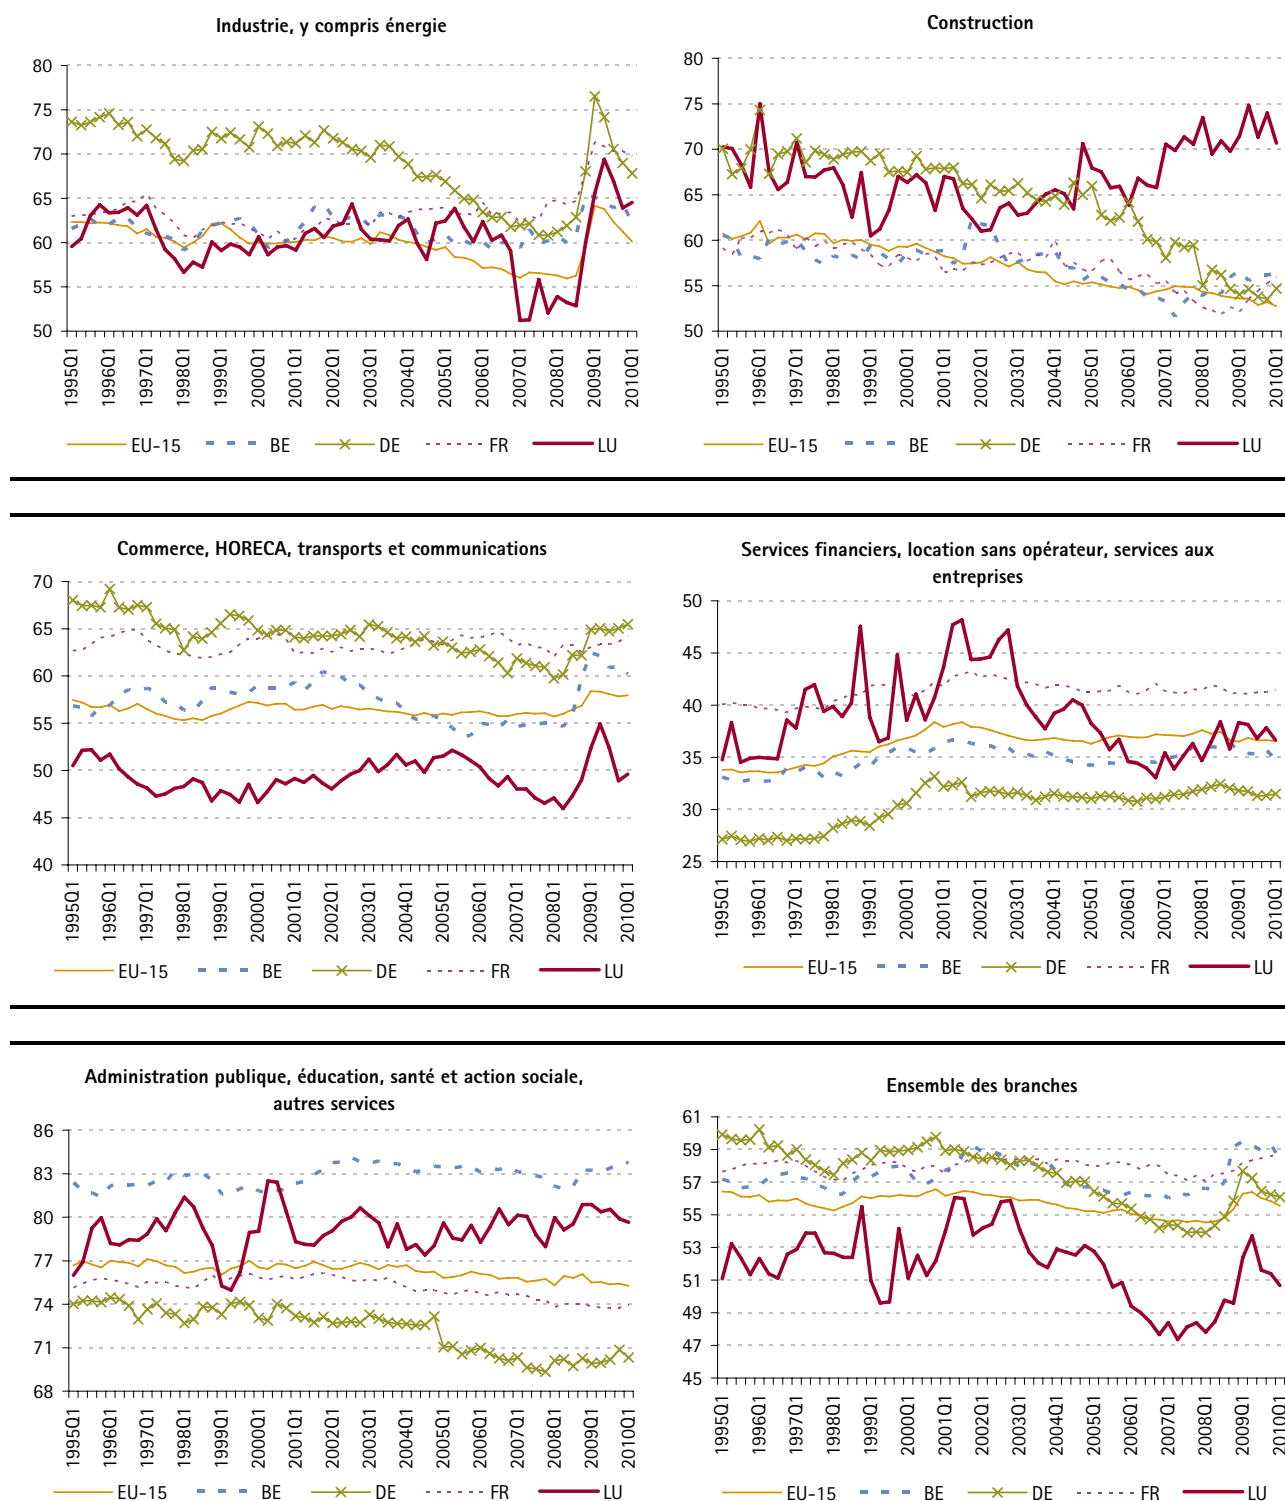 Industrie, y compris énergie
80
75
70
65
60
55
50
1995Q1
1996Q1
1997Q1
1998Q1
1999Q1
2000Q1
2001Q1
2002Q1
2003Q1
2004Q1
2005Q1
2006Q1
2007Q1
2008Q1
2009Q1
2010Q1
EU-15 BE DE FR LU
Construction
80
75
70
65
60
55
50
1995Q1
1996Q1
1997Q1
1998Q1
1999Q1
2000Q1
2001Q1
2002Q1
2003Q1
2004Q1
2005Q1
2006Q1
2007Q1
2008Q1
2009Q1
2010Q1
EU-15 BE DE FR LU
Commerce, HORECA, transports et communications
70
65
60
55
50
45
40
1995Q1
1996Q1
1997Q1
1998Q1
1999Q1
2000Q1
2001Q1
2002Q1
2003Q1
2004Q1
2005Q1
2006Q1
2007Q1
2008Q1
2009Q1
2010Q1
EU-15 BE DE FR LU
Services financiers, location sans opérateur, services aux
entreprises
50
45
40
35
30
25
1995Q1
1996Q1
1997Q1
1998Q1
1999Q1
2000Q1
2001Q1
2002Q1
2003Q1
2004Q1
2005Q1
2006Q1
2007Q1
2008Q1
2009Q1
2010Q1
EU-15 BE DE FR LU
Administration publique, éducation, santé et action sociale,
autres services
86
83
80
77
74
71
68
1995Q1
1996Q1
1997Q1
1998Q1
1999Q1
2000Q1
2001Q1
2002Q1
2003Q1
2004Q1
2005Q1
2006Q1
2007Q1
2008Q1
2009Q1
2010Q1
EU-15 BE DE FR LU
Ensemble des branches
61
59
57
55
53
51
49
47
45
1995Q1
1996Q1
1997Q1
1998Q1
1999Q1
2000Q1
2001Q1
2002Q1
2003Q1
2004Q1
2005Q1
2006Q1
2007Q1
2008Q1
2009Q1
2010Q1
EU-15 BE DE FR LU